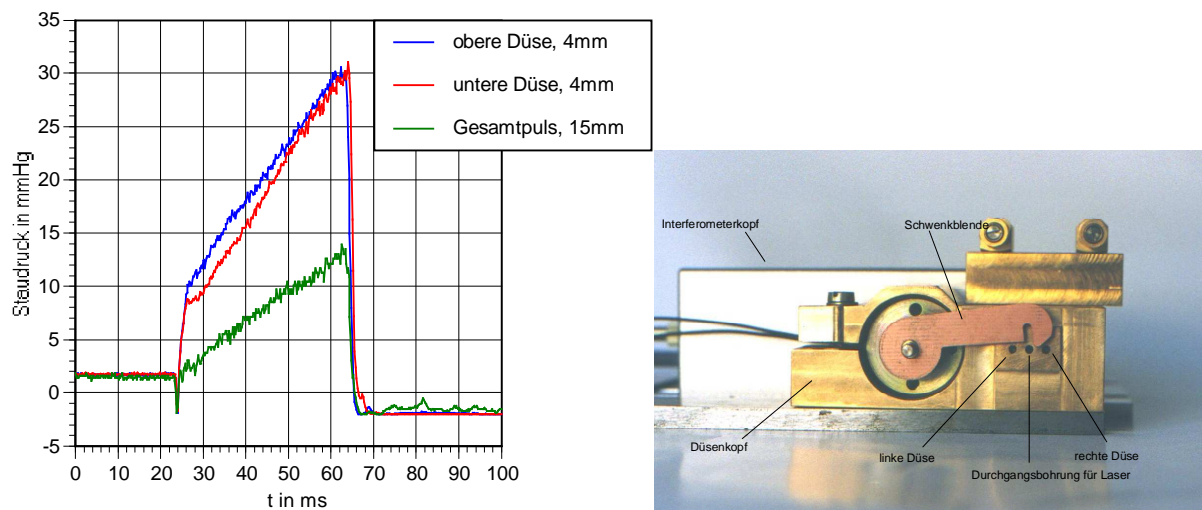 35
30
25
20
15
10
5
0
-5
Staudruck in mmHg
0 10 20 30 40 50 60 70 80 90 100
t in ms
obere Düse, 4mm
untere Düse, 4mm
Gesamtpuls, 15mm
Interferometerkopf
Schwenkblende
Düsenkopf
linke Düse
rechte Düse
Durchgangsbohrung für Laser